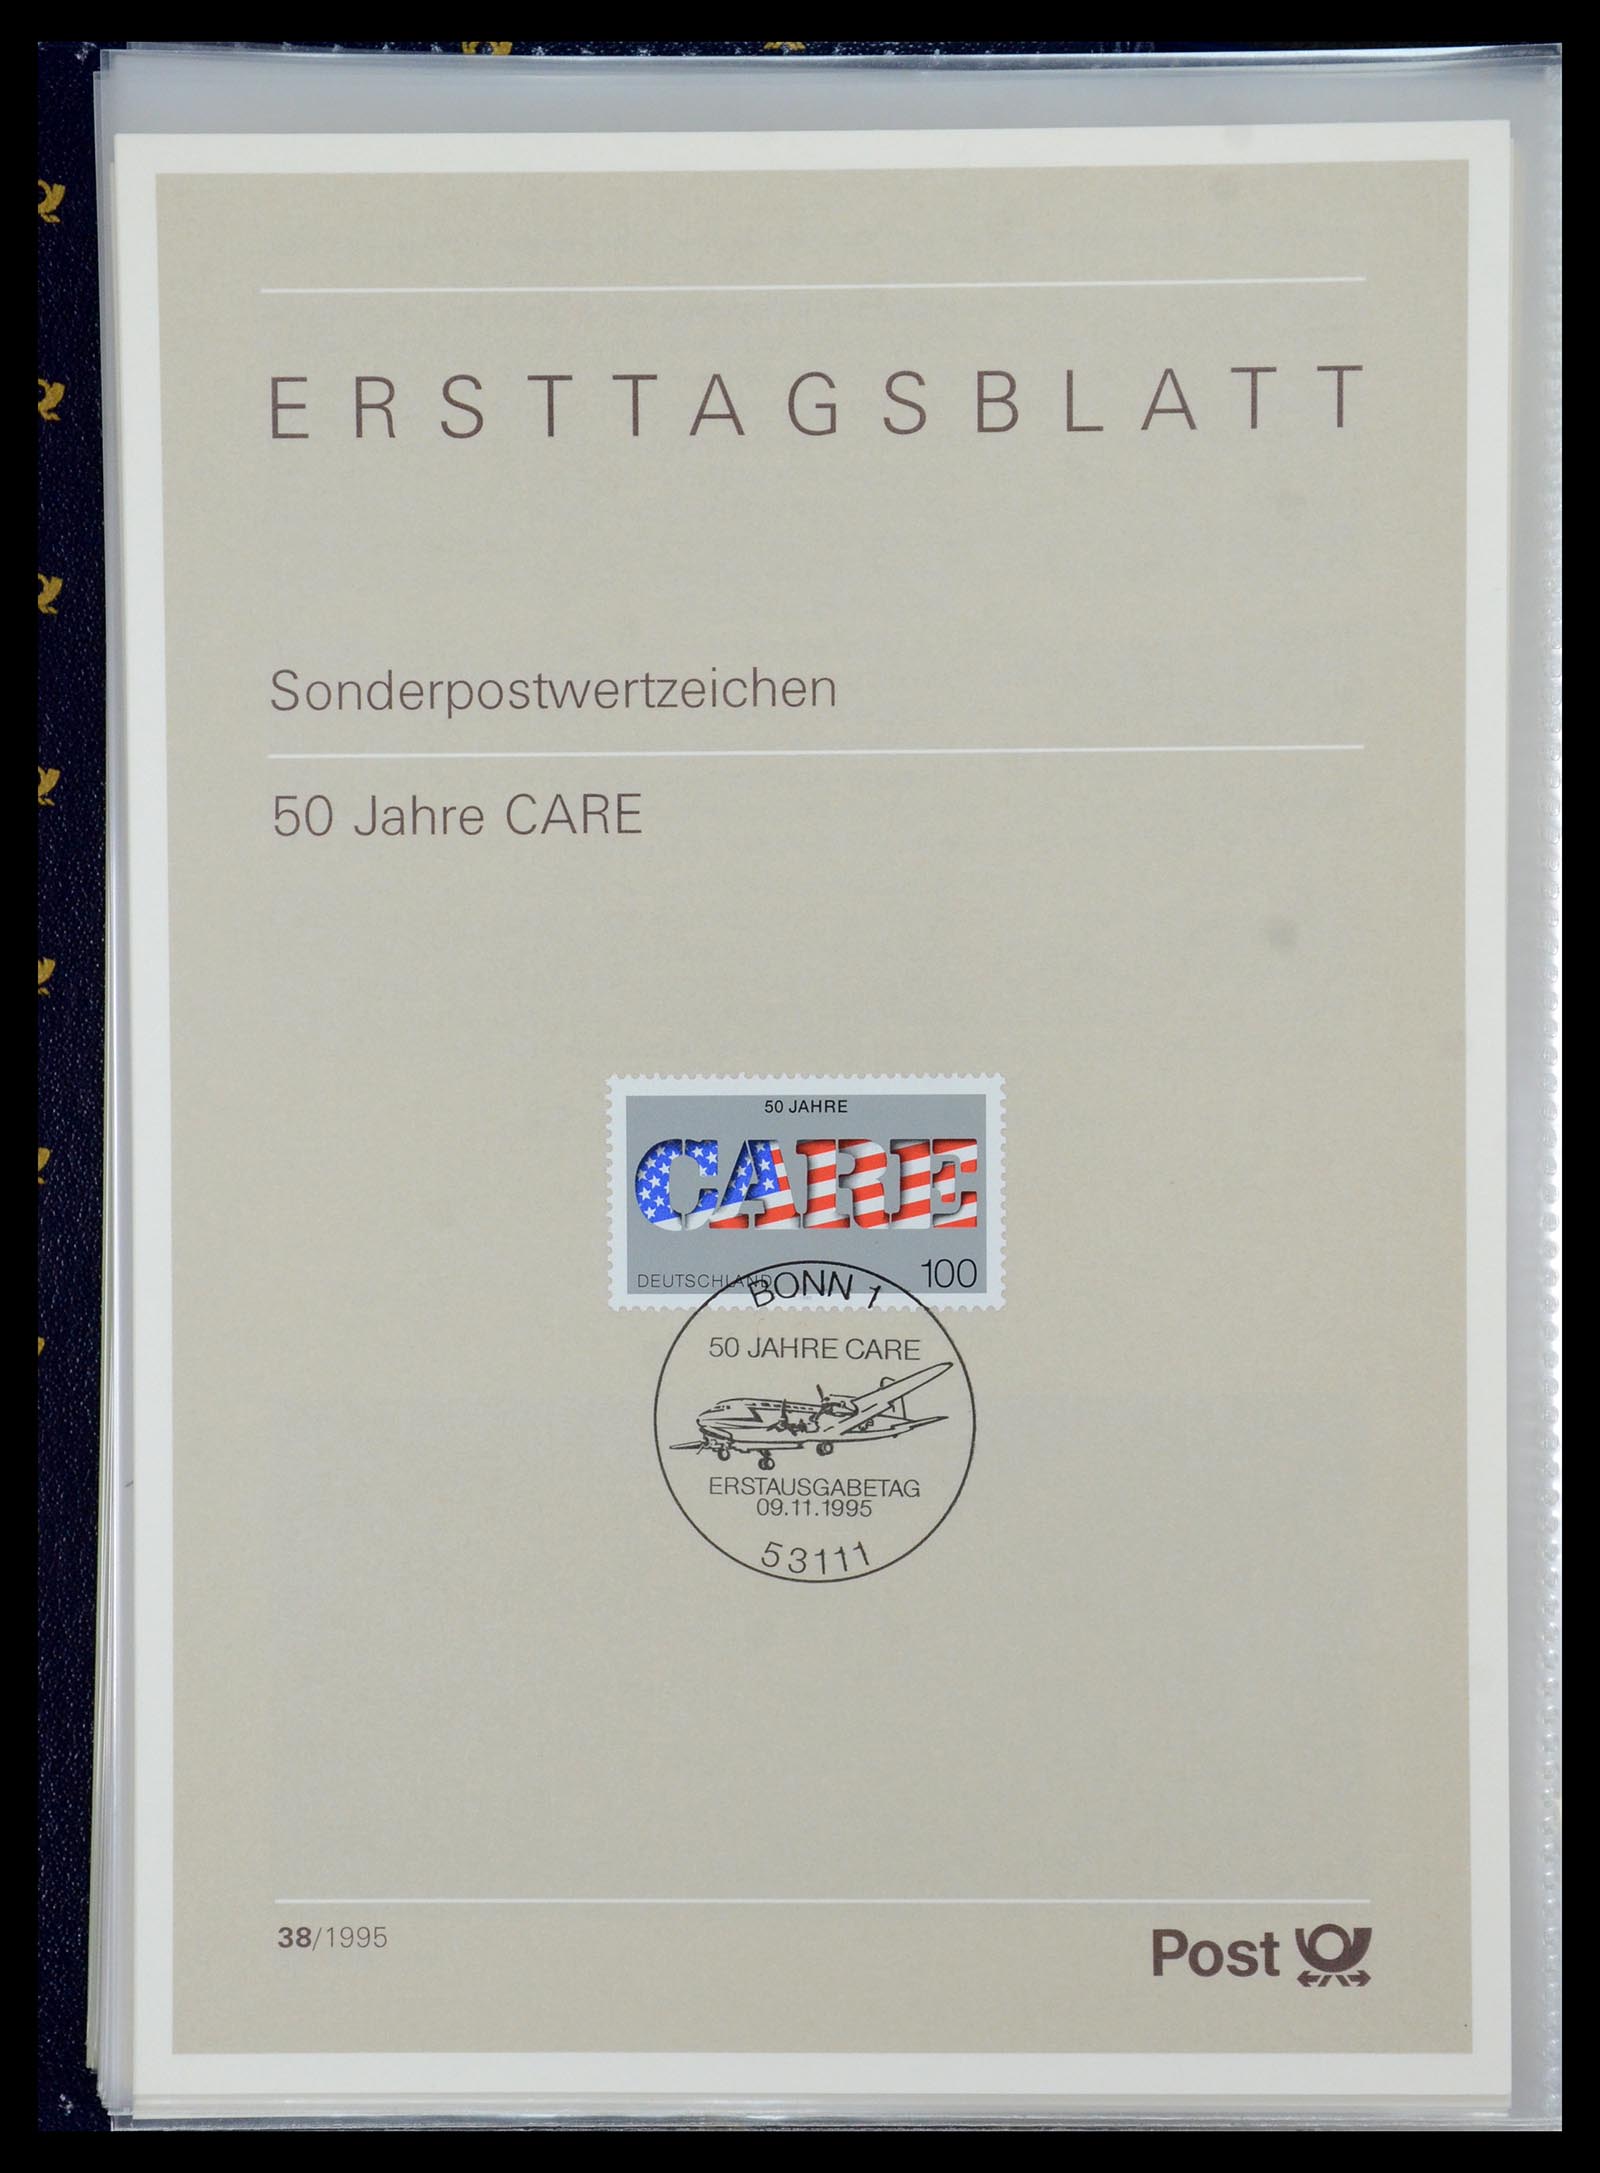 ERSTTAGSBLATT
Sonderpostwertzeichen
50 Jahre CARE
50 JAHRE
CARE
DEUTSCHLAND
100
BONN 1
50 JAHRE CARE
ERSTAUSGABETAG
09.11.1995
53111
38/1995
Post